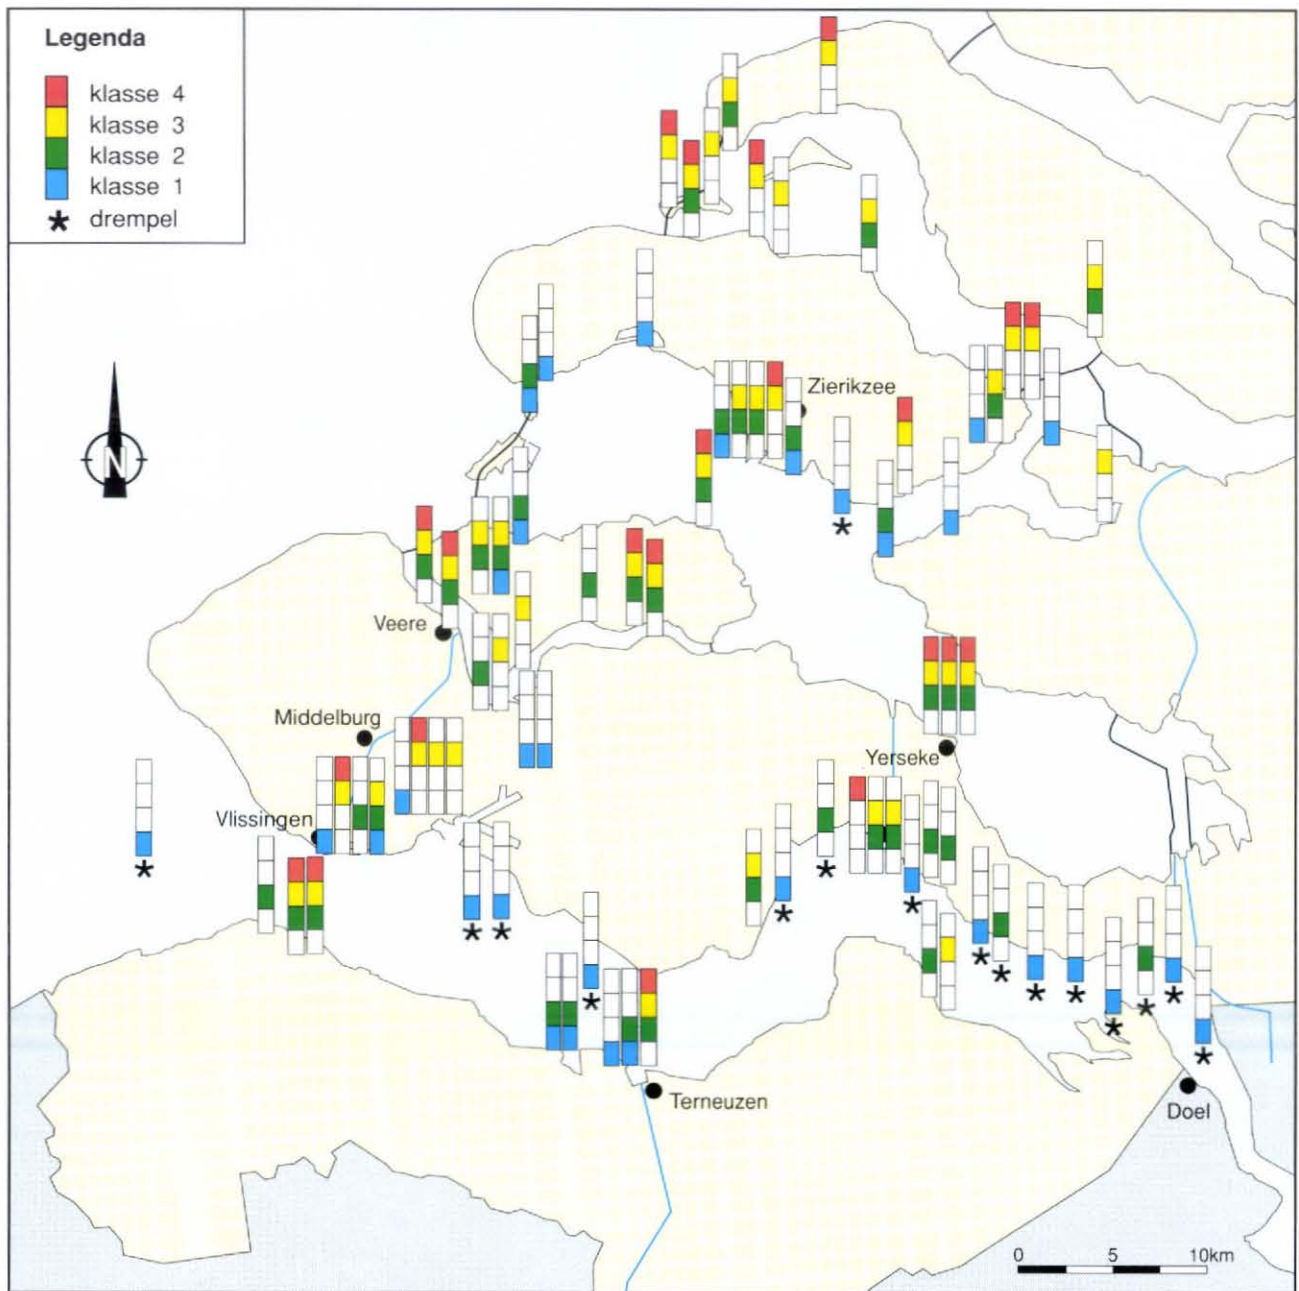 Legenda
klasse 4
klasse 3
klasse 2
klasse 1
drempel
Zierikzee
N
Veere
Middelburg
Yerseke
Vlissingen
Terneuzen
Doel
0 5 10km